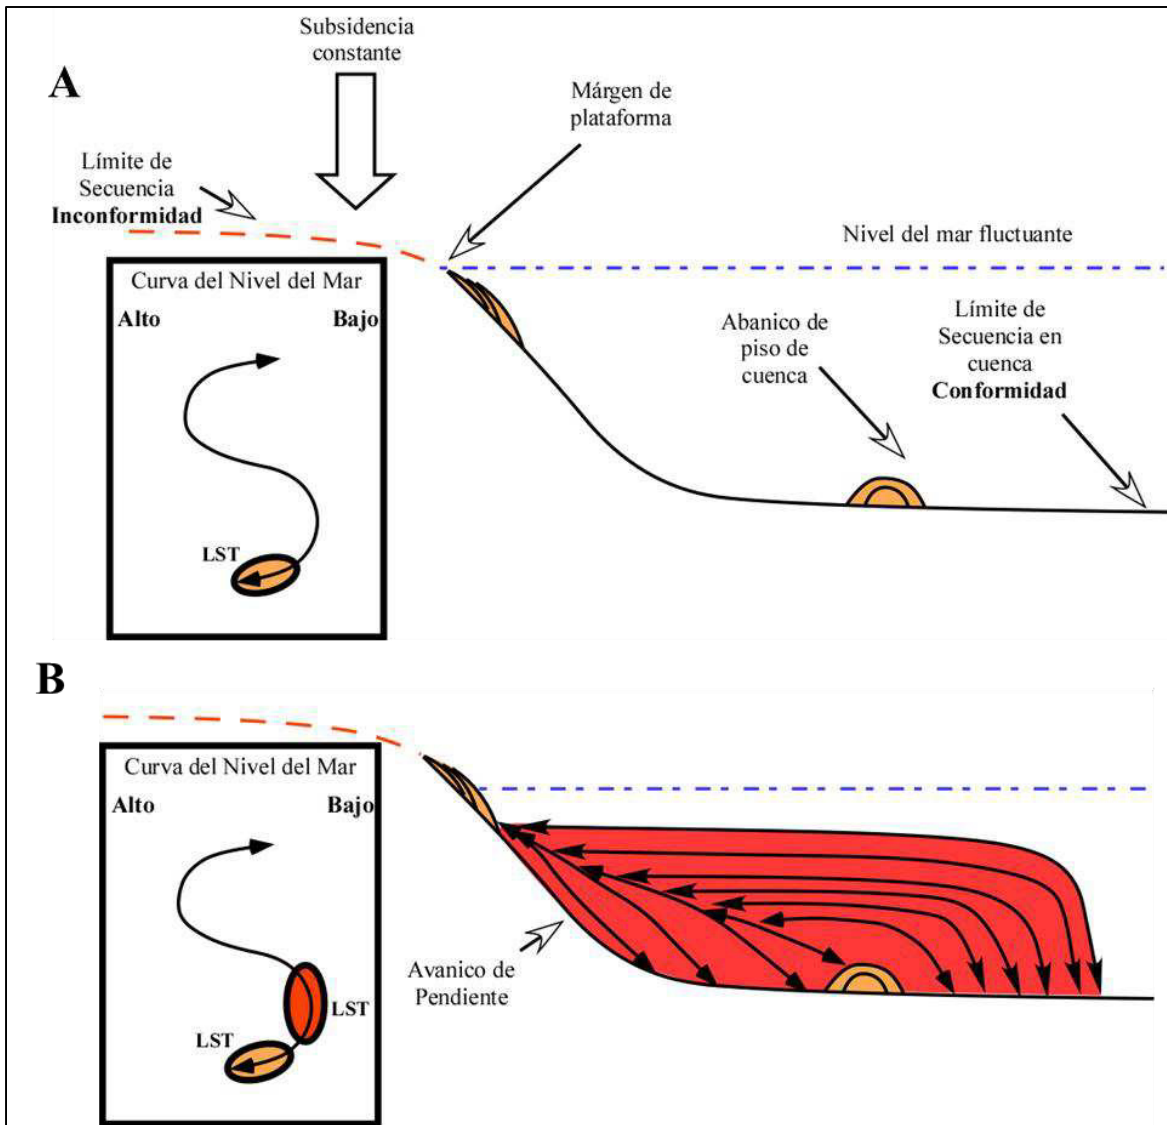 A
Subsidencia
constante
Márgen de
plataforma
Límite de
Secuencia
Inconformidad
Nivel del mar fluctuante
Curva del Nivel del Mar
Alto
Bajo
Abanico de
piso de
cuenca
Límite de
Secuencia en
cuenca
Conformidad
LST
B
Curva del Nivel del Mar
Alto
Bajo
Avanico de
Pendiente
LST
LST